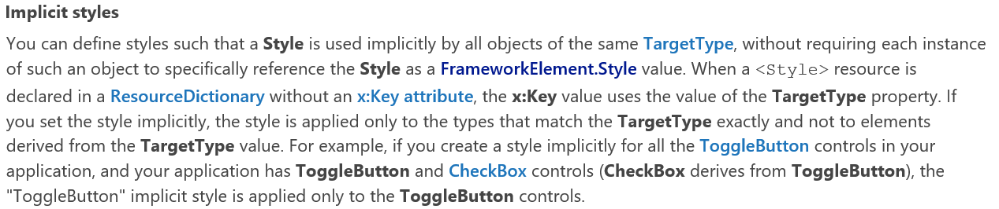 Implicit styles
You can define styles such that a Style is used implicitly by all objects of the same TargetType, without requiring each instance
of such an object to specifically reference the Style as a FrameworkElement.Style value. When a <Style> resource is
declared in a ResourceDictionary without an x:Key attribute, the x:Key value uses the value of the TargetType property. If
you set the style implicitly, the style is applied only to the types that match the TargetType exactly and not to elements
derived from the TargetType value. For example, if you create a style implicitly for all the ToggleButton controls in your
application, and your application has ToggleButton and CheckBox controls (CheckBox derives from ToggleButton), the
"ToggleButton" implicit style is applied only to the ToggleButton controls.